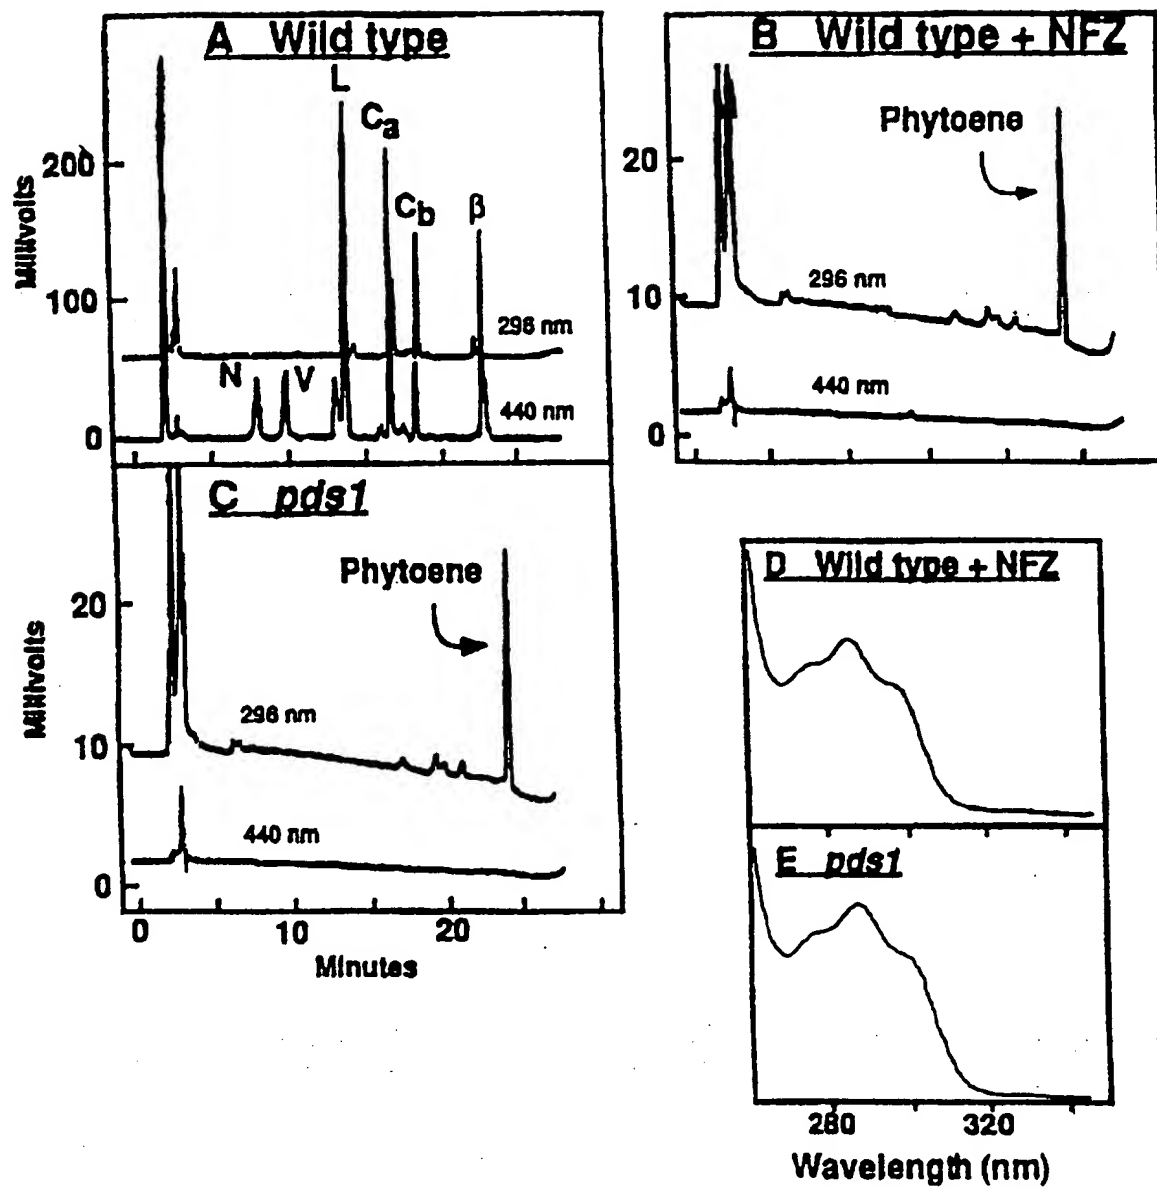 A Wild type
L
Ca
Cb
β
N
V
200
100
0
Millivolts
298 nm
440 nm
B Wild type + NFZ
Phytoene
20
10
0
296 nm
440 nm
C pds1
Phytoene
20
10
0
Millivolts
296 nm
440 nm
0
10
20
Minutes
D Wild type + NFZ
E pds1
280
320
Wavelength (nm)